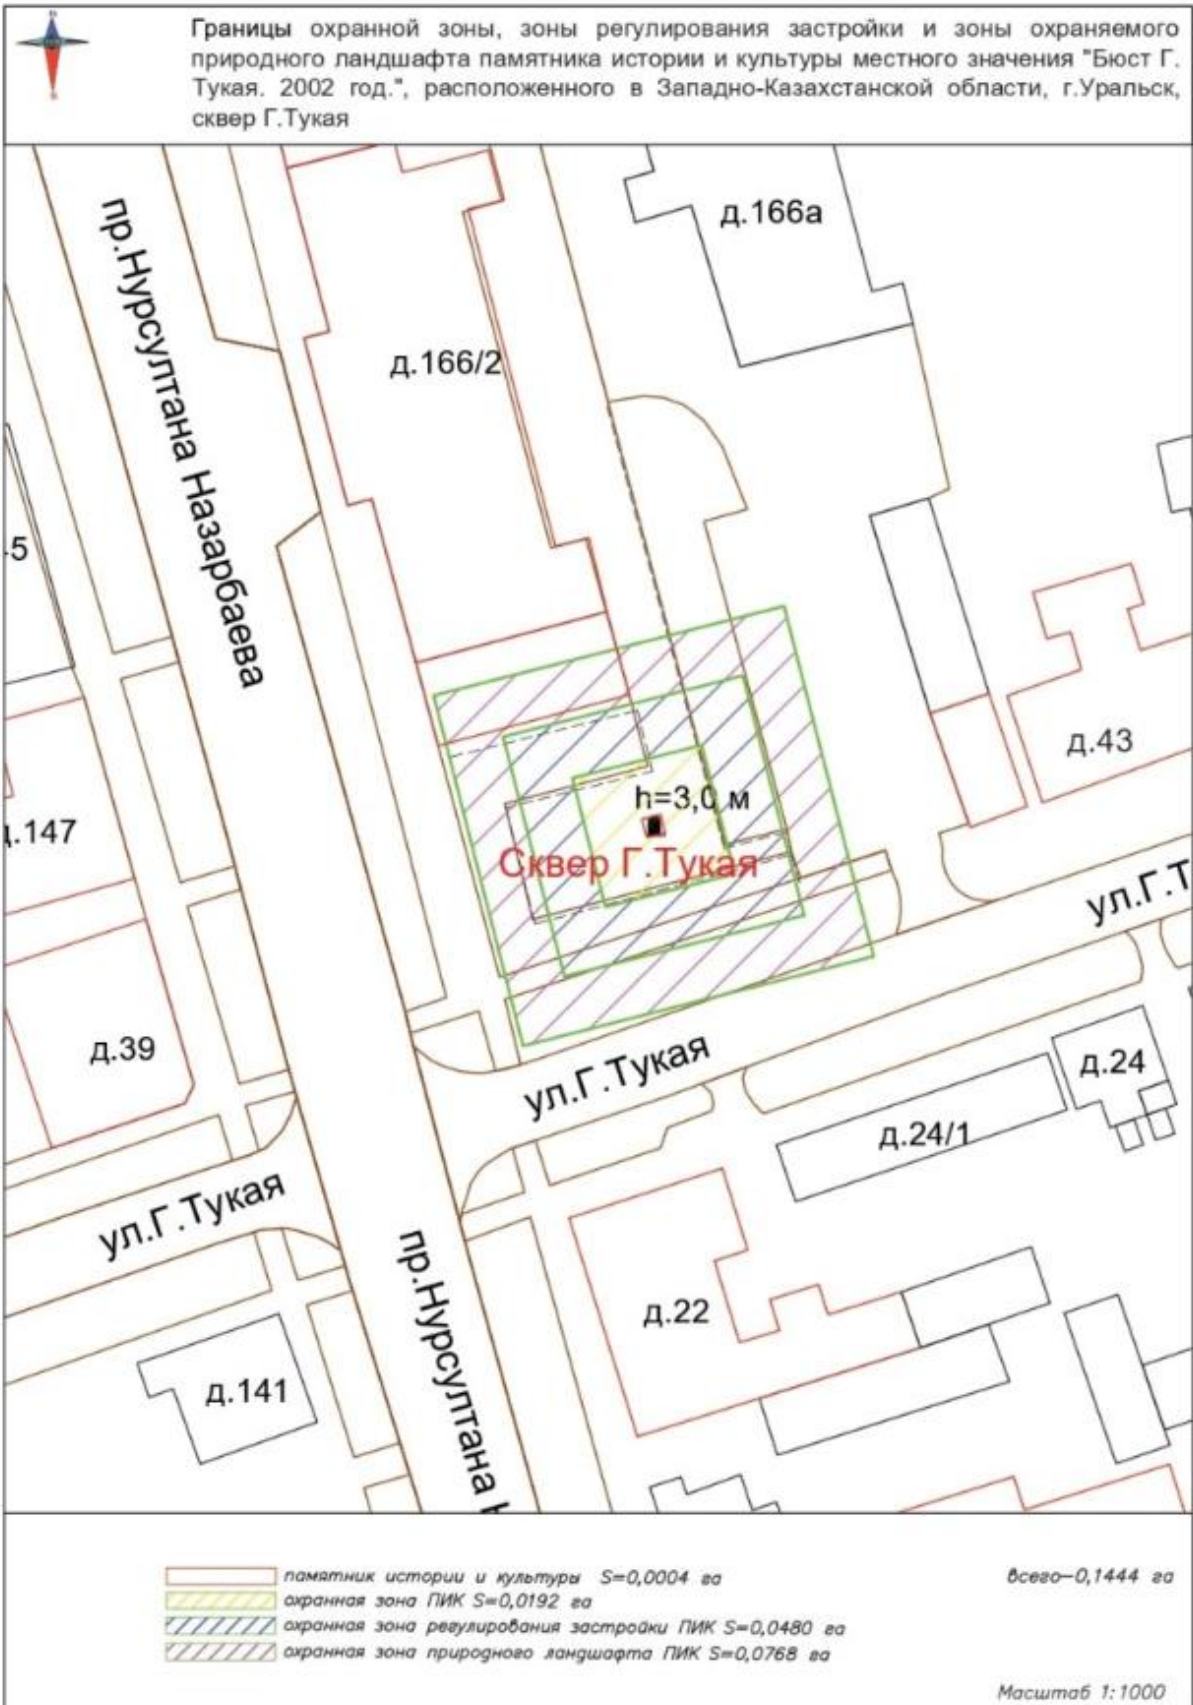 Границы охранной зоны, зоны регулирования застройки и зоны охраняемого
природного ландшафта памятника истории и культуры местного значения "Бюст Г.
Тукая. 2002 год.", расположенного в Западно-Казахстанской области, г.Уральск,
сквер Г.Тукая
д.166а
пр.Нурсултана Назарбаева
д.166/2
-5
д.43
h=3,0 м
д.147
Сквер Г.Тукая
ул.Г.Т
д.39
ул.Г.Тукая
д.24
д.24/1
ул.Г.Тукая
пр.Нурсултана Н
д.22
д.141
памятник истории и культуры S=0,0004 га
всего-0,1444 га
охранная зона ПИК S=0,0192 га
охранная зона регулирования застройки ПИК S=0,0480 га
охранная зона природного ландшафта ПИК S=0,0768 га
Масштаб 1:1000